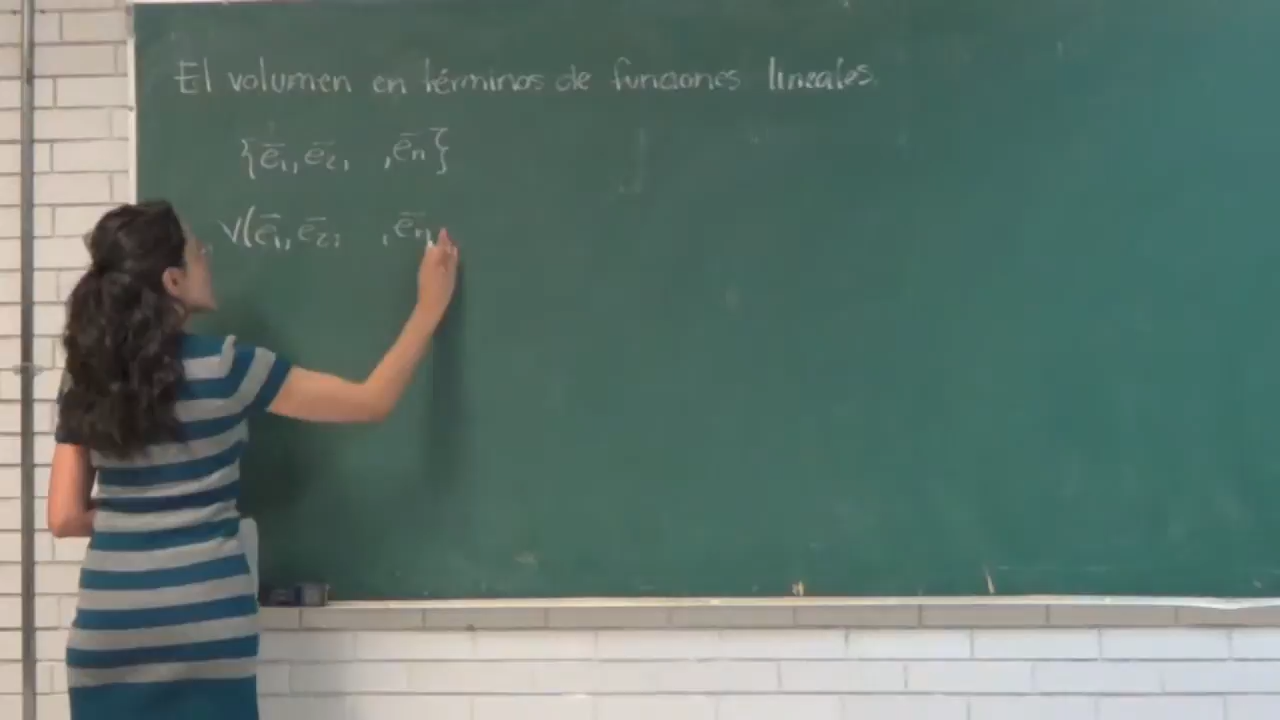 El volumen en términos de funciones lineales.
{ē₁, ē₂, , ēn}
V(ē₁, ē₂, , ēn